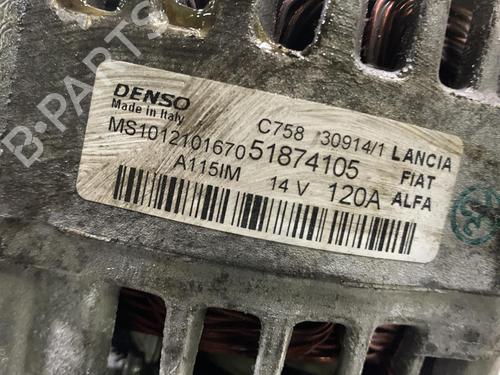 B-PARTS
DENSO
Made in Italy
C758 30914/1 LANCIA
MS1012101670 51874105 FIAT
A115IM 14 V 120A ALFA